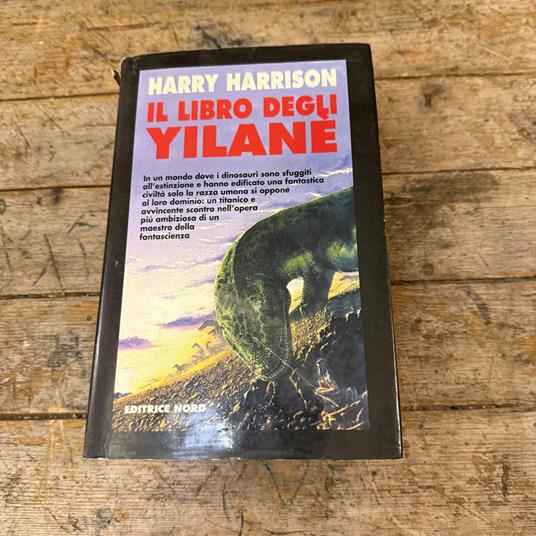 HARRY HARRISON
IL LIBRO DEGLI
YILANÈ
In un mondo dove i dinosauri sono sfuggiti
all'estinzione e hanno edificato una fantastica
civiltà solo la razza umana si oppone
al loro dominio: un titanico e
avvincente scontro nell'opera
più ambiziosa di un
maestro della
fantascienza
EDITRICE NORD